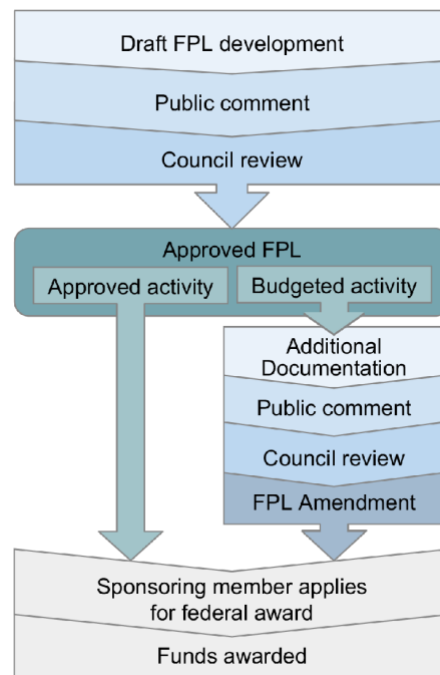 Draft FPL development
Public comment
Council review
Approved FPL
Approved activity
Budgeted activity
Additional
Documentation
Public comment
Council review
FPL Amendment
Sponsoring member applies
for federal award
Funds awarded